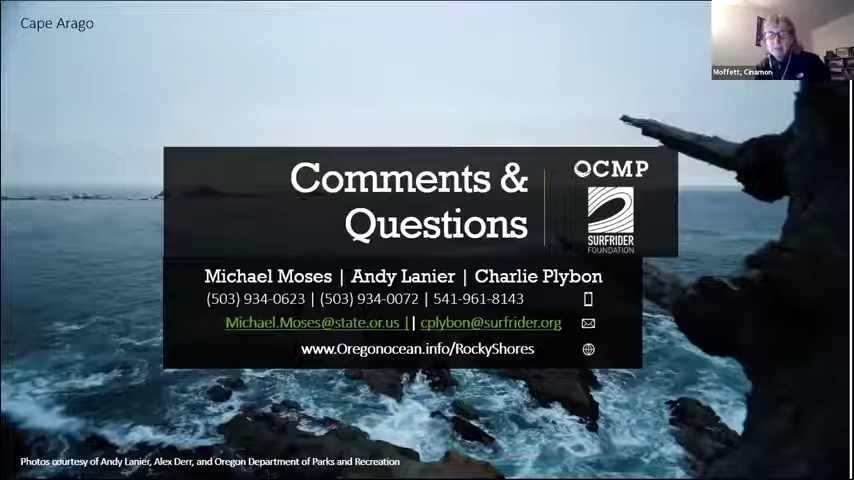 Cape Arago
Moffett, Cinamon
Comments &
Questions
OCMP
SURFRIDER
FOUNDATION
Michael Moses | Andy Lanier | Charlie Plybon
(503) 934-0623 | (503) 934-0072 | 541-961-8143
Michael.Moses@state.or.us || cplybon@surfrider.org
www.Oregonocean.info/RockyShores
Photos courtesy of Andy Lanier, Alex Derr, and Oregon Department of Parks and Recreation